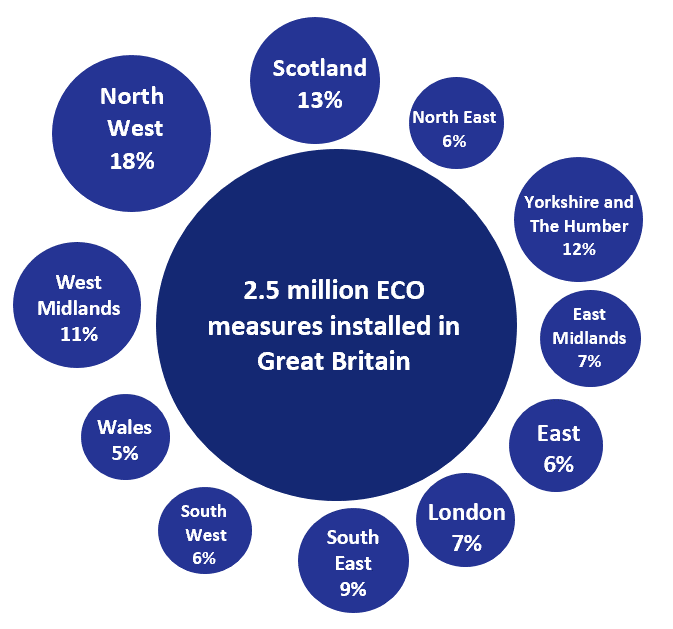 Scotland
13%
North East
6%
Yorkshire and
The Humber
12%
East
Midlands
7%
East
6%
London
7%
South
East
9%
South
West
6%
Wales
5%
West
Midlands
11%
North
West
18%
2.5 million ECO
measures installed in
Great Britain